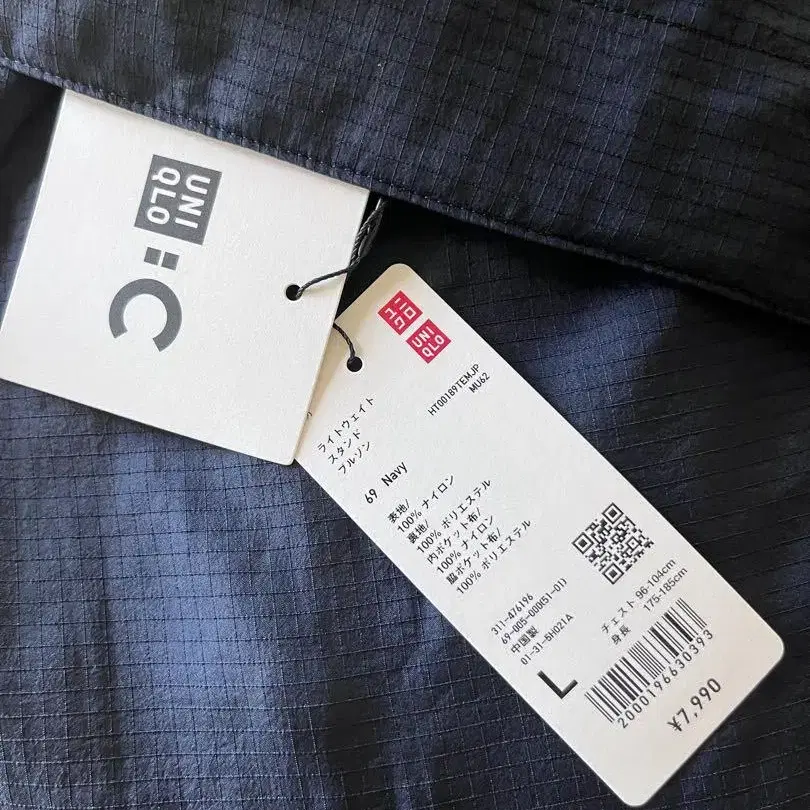 UNI
QLO
:C
ユニ
クロ
UNI
QLO
HT00189TEMJP
MU62
ライトウェイト
スタンド
ブルゾン
69 Navy
表地/
100% ナイロン
裏地/
100% ポリエステル
内ポケット布/
100% ナイロン
脇ポケット布/
100% ポリエステル
311-476196
69-005-000(51-01)
中国製
01-31-5H021A
チェスト 96-104cm
身長 175-185cm
L
2000196630393
¥7,990